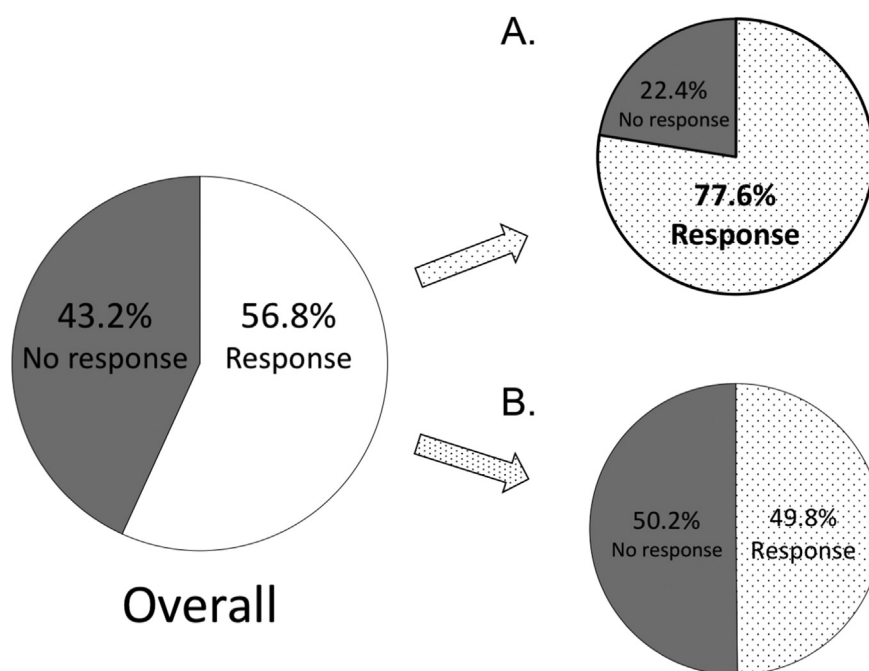 A.
22.4%
No response
77.6%
Response
43.2%
No response
56.8%
Response
B.
50.2%
No response
49.8%
Response
Overall